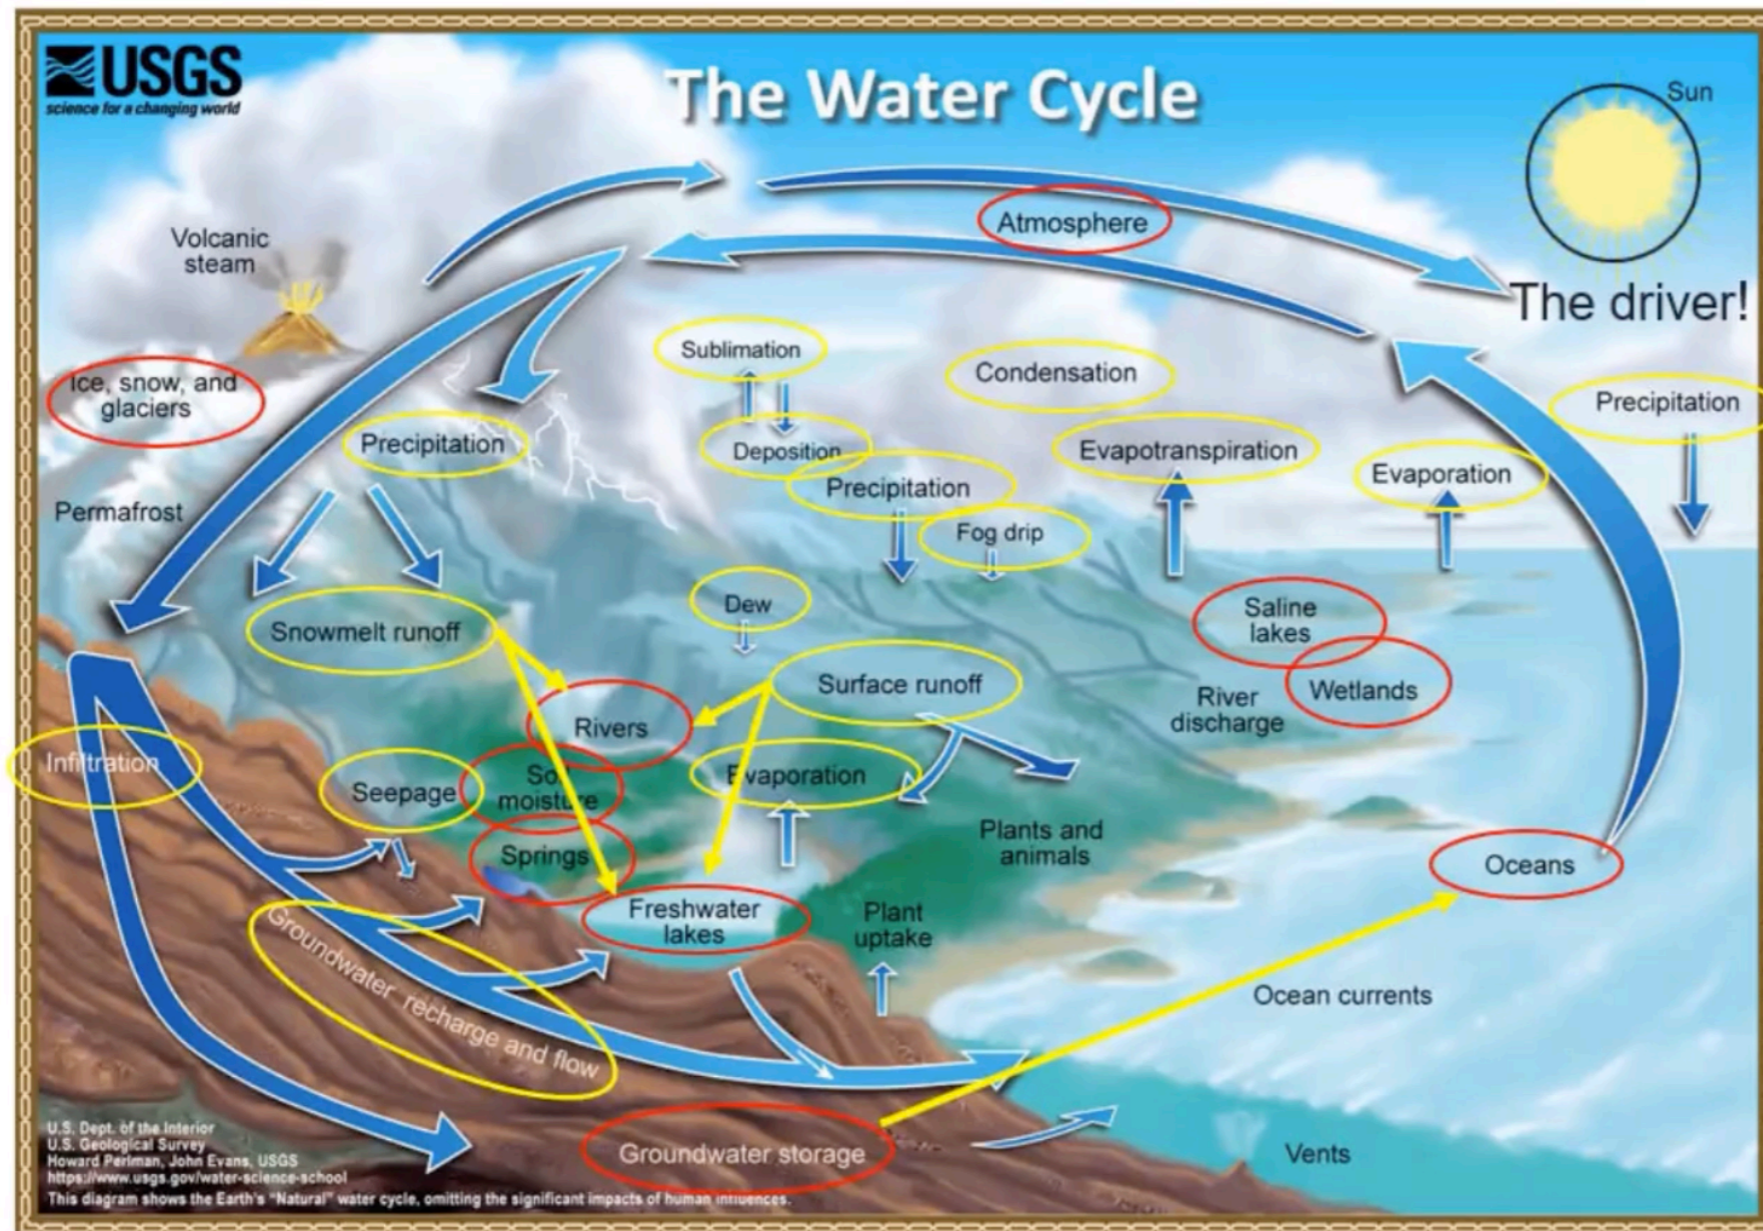 USGS
science for a changing world
The Water Cycle
Sun
Atmosphere
Volcanic
steam
The driver!
Sublimation
Condensation
Ice, snow, and
glaciers
Precipitation
Precipitation
Deposition
Evapotranspiration
Evaporation
Precipitation
Permafrost
Fog drip
Dew
Saline
lakes
Snowmelt runoff
Surface runoff
Wetlands
River
discharge
Rivers
Infiltration
Seepage
Soil
moisture
Evaporation
Plants and
animals
Springs
Oceans
Freshwater
lakes
Plant
uptake
Groundwater recharge and flow
Ocean currents
Groundwater storage
Vents
U.S. Dept. of the Interior
U.S. Geological Survey
Howard Perlman, John Evans, USGS
https://www.usgs.gov/water-science-school
This diagram shows the Earth's "Natural" water cycle, omitting the significant impacts of human influences.